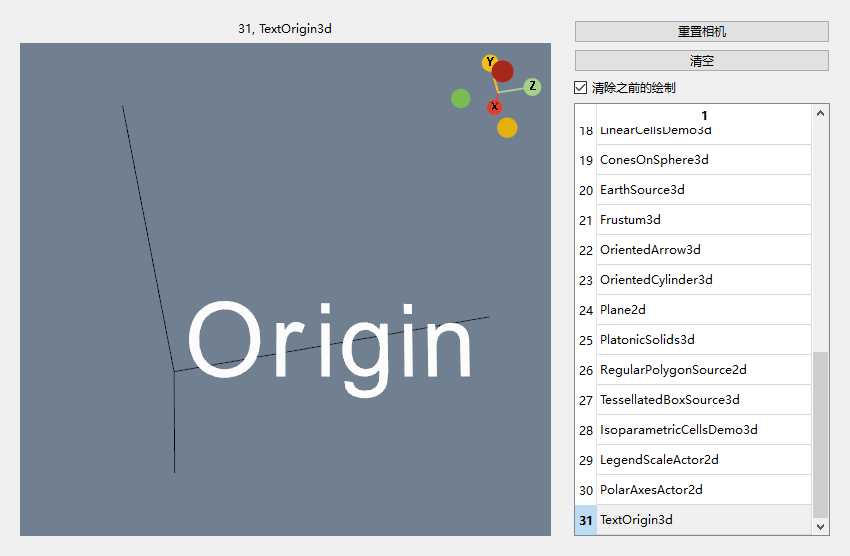 31, TextOrigin3d
Y
Z
X
Origin
重置相机
清空
清除之前的绘制
1
18 LinearCellsDemo3d
19 ConesOnSphere3d
20 EarthSource3d
21 Frustum3d
22 OrientedArrow3d
23 OrientedCylinder3d
24 Plane2d
25 PlatonicSolids3d
26 RegularPolygonSource2d
27 TessellatedBoxSource3d
28 IsoparametricCellsDemo3d
29 LegendScaleActor2d
30 PolarAxesActor2d
31 TextOrigin3d